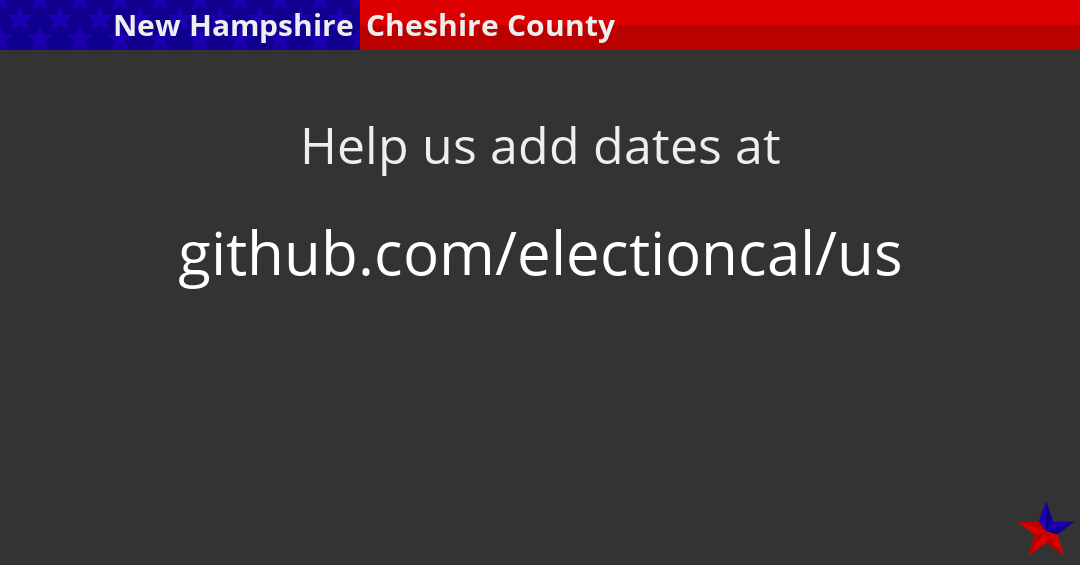 New Hampshire Cheshire County
Help us add dates at
github.com/electioncal/us